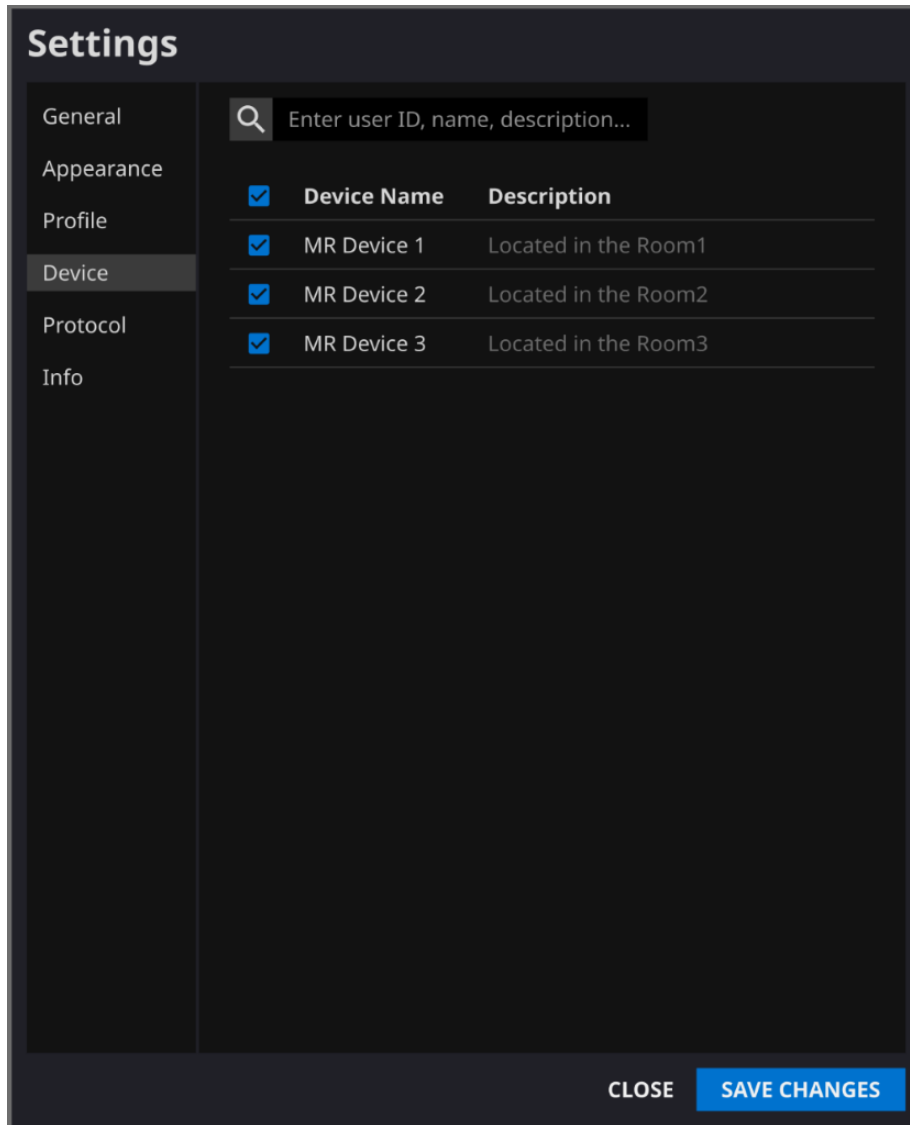 Settings
General
Appearance
Profile
Device
Protocol
Info
Enter user ID, name, description...
Device Name Description
MR Device 1 Located in the Room1
MR Device 2 Located in the Room2
MR Device 3 Located in the Room3
CLOSE SAVE CHANGES